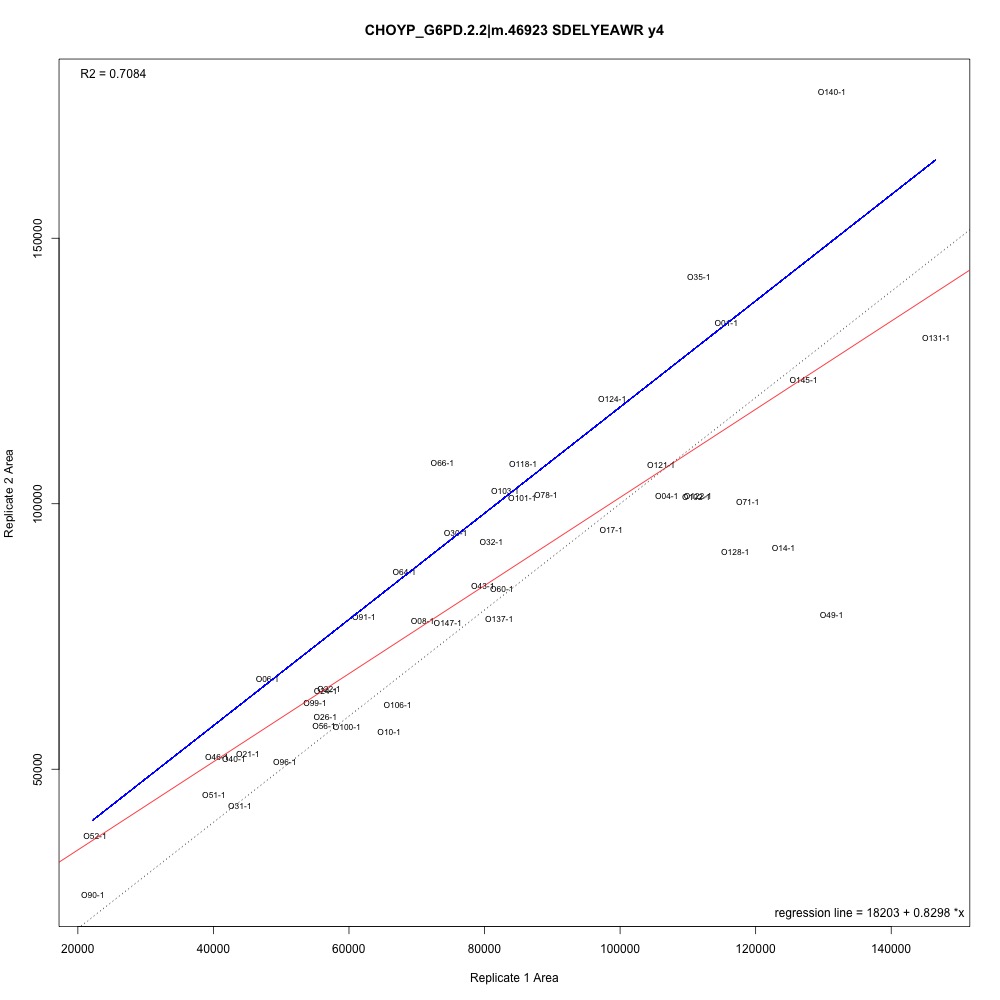 CHOYP_G6PD.2.2|m.46923 SDELYEAWR y4
R2 = 0.7084
O140-1
O35-1
O01-1
O131-1
O145-1
O124-1
O66-1
O118-1
O121-1
O103-1
O101-1
O78-1
O04-1
O122-1
O71-1
O17-1
O30-1
O32-1
O128-1
O14-1
O64-1
O43-1
O60-1
O91-1
O08-1
O147-1
O137-1
O49-1
O06-1
O22-1
O99-1
O106-1
O26-1
O56-1
O100-1
O10-1
O46-1
O40-1
O21-1
O96-1
O51-1
O31-1
O52-1
O90-1
regression line = 18203 + 0.8298 *x
150000
100000
50000
Replicate 2 Area
20000 40000 60000 80000 100000 120000 140000
Replicate 1 Area